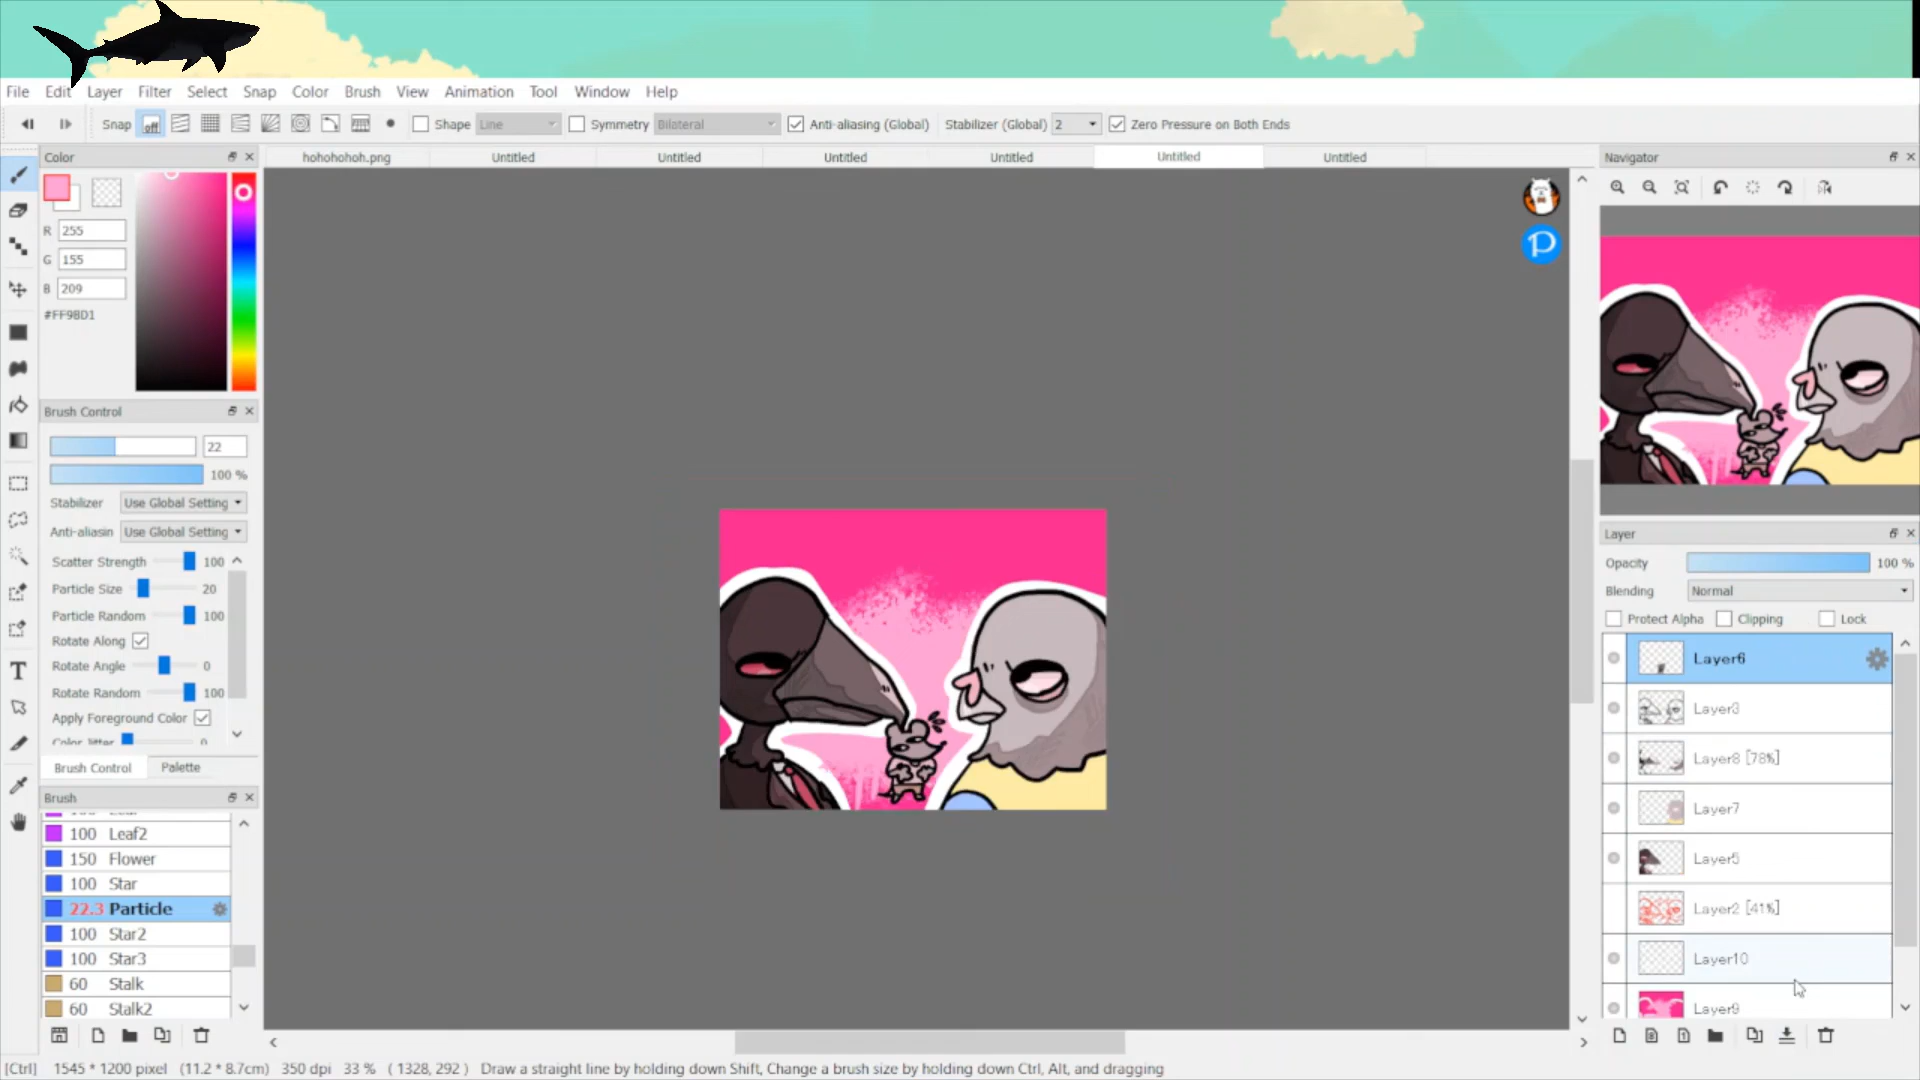 File Edit Layer Filter Select Snap Color Brush View Animation Tool Window Help
Snap off Shape Line Symmetry Bilateral Anti-aliasing (Global) Stabilizer (Global) 2 Zero Pressure on Both Ends
Color
hohohohoh.png Untitled Untitled Untitled Untitled Untitled Untitled
Navigator
R 255
G 155
B 209
#FF9BD1
Brush Control
22
100 %
Stabilizer Use Global Setting
Anti-aliasin Use Global Setting
Scatter Strength 100
Particle Size 20
Particle Random 100
Rotate Along
Rotate Angle 0
Rotate Random 100
Apply Foreground Color
Color Jitter 0
Brush Control Palette
Brush
100 Leaf2
150 Flower
100 Star
22.3 Particle
100 Star2
100 Star3
60 Stalk
60 Stalk2
Layer
Opacity 100 %
Blending Normal
Protect Alpha Clipping Lock
Layer6
Layer3
Layer8 [78%]
Layer7
Layer5
Layer2 [41%]
Layer10
Layer9
[Ctrl] 1545 * 1200 pixel (11.2 * 8.7cm) 350 dpi 33 % ( 1328, 292 ) Draw a straight line by holding down Shift, Change a brush size by holding down Ctrl, Alt, and dragging